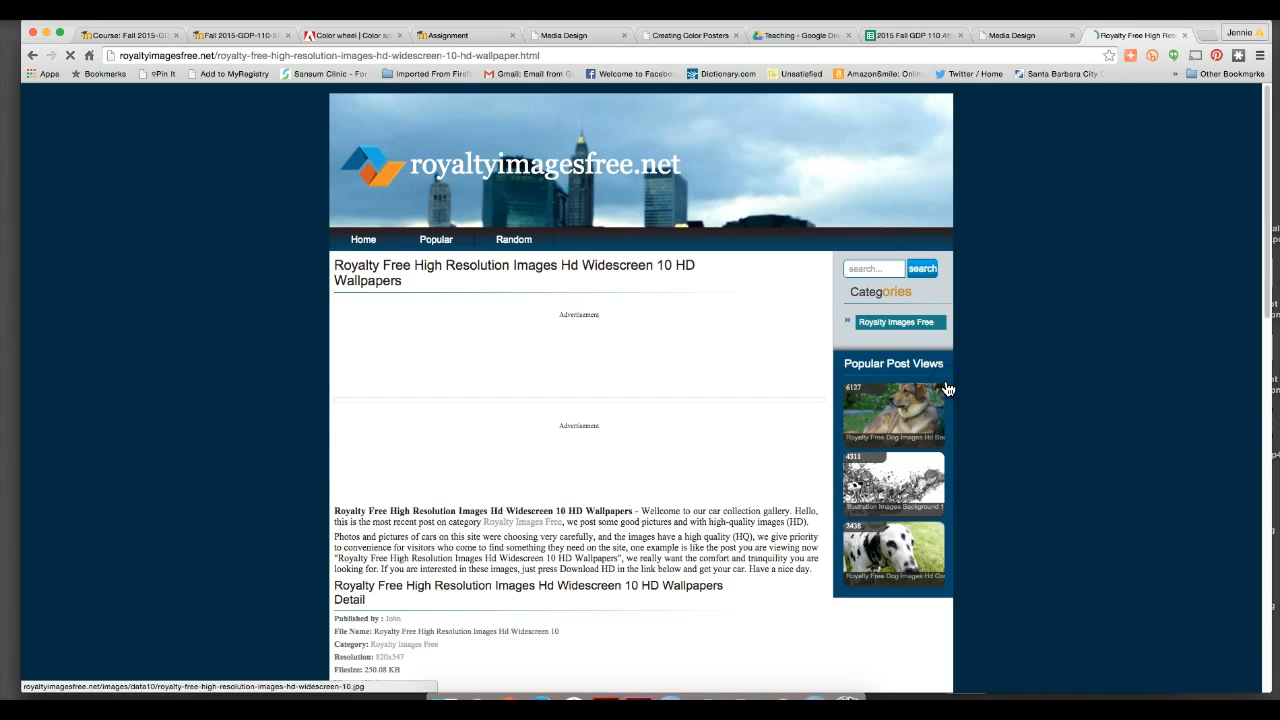 Course: Fall 2015-GD
Fall 2015-GDP-110-3
Color wheel | Color sc
Assignment
Media Design
Creating Color Posters
Teaching - Google Dri
2015 Fall GDP 110 Att
Media Design
Royalty Free High Res
Jennie
royaltyimagesfree.net/royalty-free-high-resolution-images-hd-widescreen-10-hd-wallpaper.html
Apps
Bookmarks
Pin It
Add to MyRegistry
Sansum Clinic - For
Imported From Firef
Gmail: Email from G
Welcome to Facebo
Dictionary.com
Unsatisfied
AmazonSmile: Onlin
Twitter / Home
Santa Barbara City
»
Other Bookmarks
royaltyimagesfree.net
Home
Popular
Random
Royalty Free High Resolution Images Hd Widescreen 10 HD
Wallpapers
Advertisement
Advertisement
Royalty Free High Resolution Images Hd Widescreen 10 HD Wallpapers - Wellcome to our car collection gallery. Hello,
this is the most recent post on category Royalty Images Free, we post some good pictures and with high-quality images (HD).
Photos and pictures of cars on this site were choosing very carefully, and the images have a high quality (HQ), we give priority
to convenience for visitors who come to find something they need on the site, one example is like the post you are viewing now
"Royalty Free High Resolution Images Hd Widescreen 10 HD Wallpapers", we really want the comfort and tranquility you are
looking for. If you are interested in these images, just press Download HD in the link below and get your car. Have a nice day.
Royalty Free High Resolution Images Hd Widescreen 10 HD Wallpapers
Detail
Published by : John
File Name: Royalty Free High Resolution Images Hd Widescreen 10
Category: Royalty Images Free
Resolution: 820x547
Filesize: 250.08 KB
search...
search
Categories
» Royalty Images Free
Popular Post Views
6127
Royalty Free Dog Images Hd Bac
4311
Illustration Images Background 1
2438
Royalty Free Dog Images Hd Co
royaltyimagesfree.net/images/data10/royalty-free-high-resolution-images-hd-widescreen-10.jpg